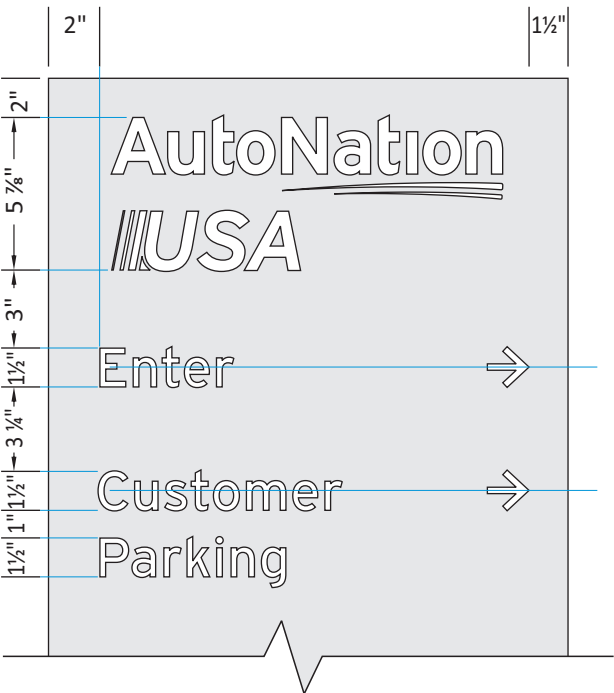 2"
1½"
2"
AutoNation
5 ⅞"
USA
3"
1½"
Enter
3 ¼"
1½"
Customer
1"
1½"
Parking